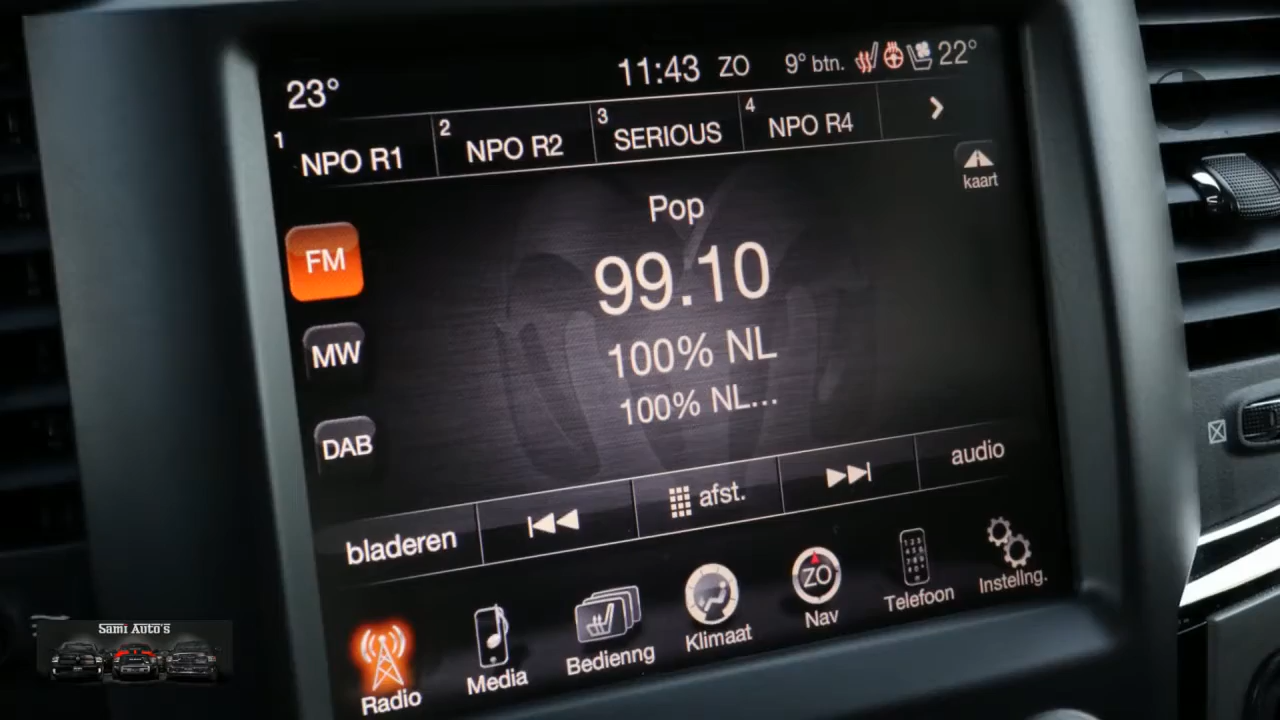 23° 11:43 ZO 9° btn. 22°
1 NPO R1 2 NPO R2 3 SERIOUS 4 NPO R4
kaart
Pop
FM
99.10
MW
100% NL
100% NL...
DAB
bladeren afst. audio
Radio Media Bedienng Klimaat ZO Nav Telefoon Instellng.
Sami Auto's